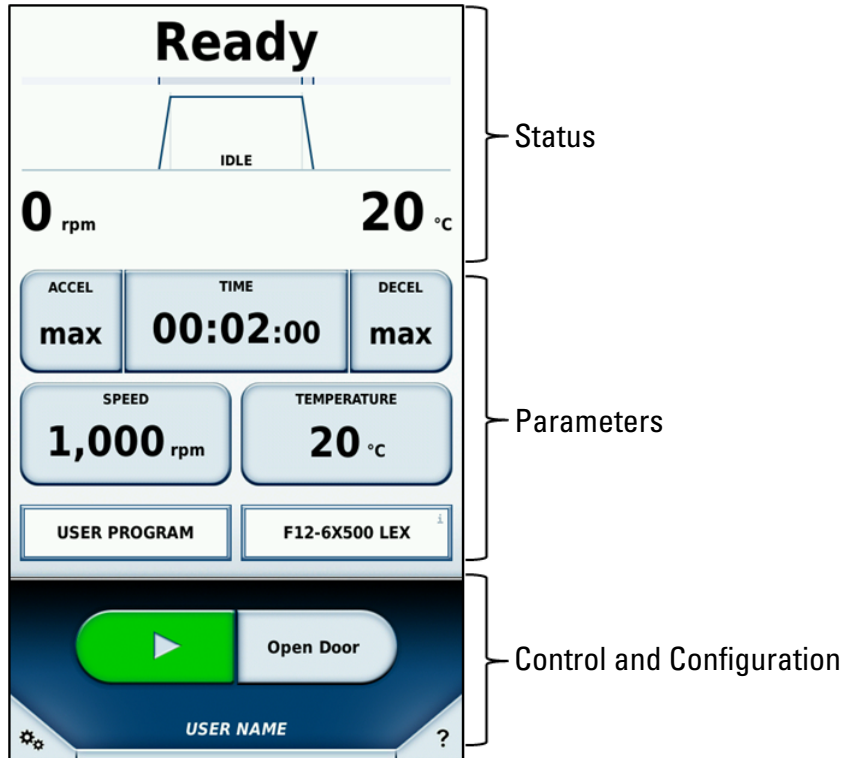 Ready
Status
IDLE
0 rpm
20 °C
ACCEL
TIME
DECEL
max
00:02:00
max
SPEED
TEMPERATURE
1,000 rpm
20 °C
Parameters
USER PROGRAM
F12-6X500 LEX i
Open Door
Control and Configuration
USER NAME
?